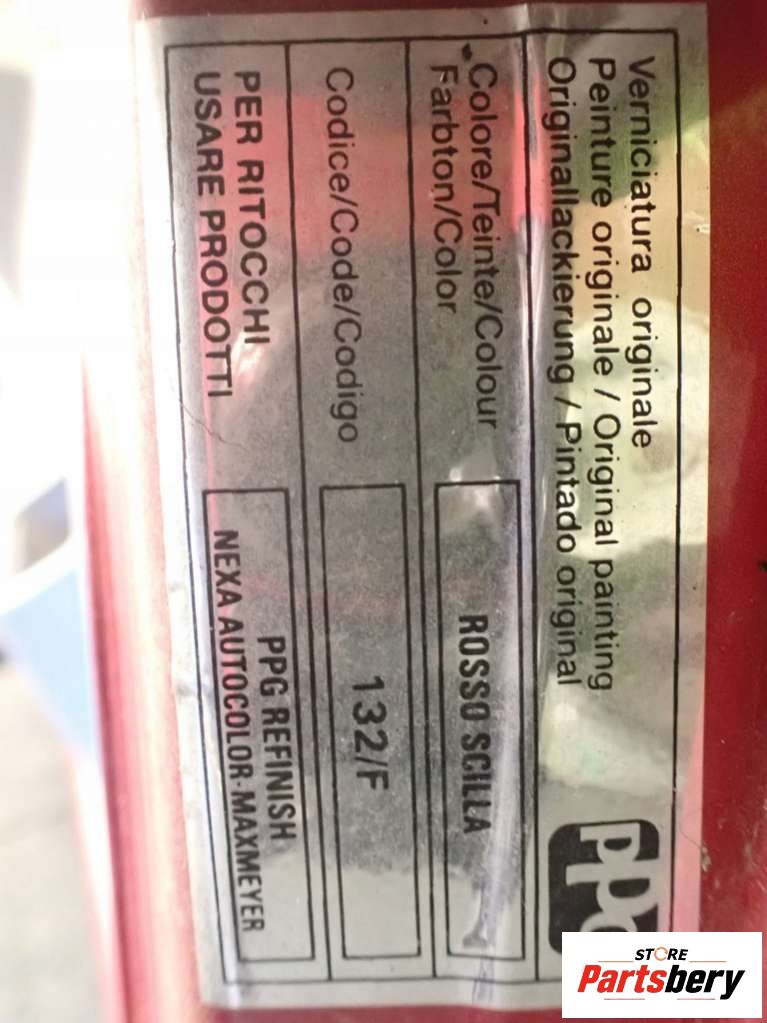 Verniciatura originale
Peinture originale / Original painting
Originallackierung / Pintado original
PPG
Colore/Teinte/Colour
Farbton/Color
ROSSO SCILLA
Codice/Code/Codigo
132/F
PER RITOCCHI
USARE PRODOTTI
PPG REFINISH
NEXA AUTOCOLOR-MAXMEYER
STORE
Partsbery